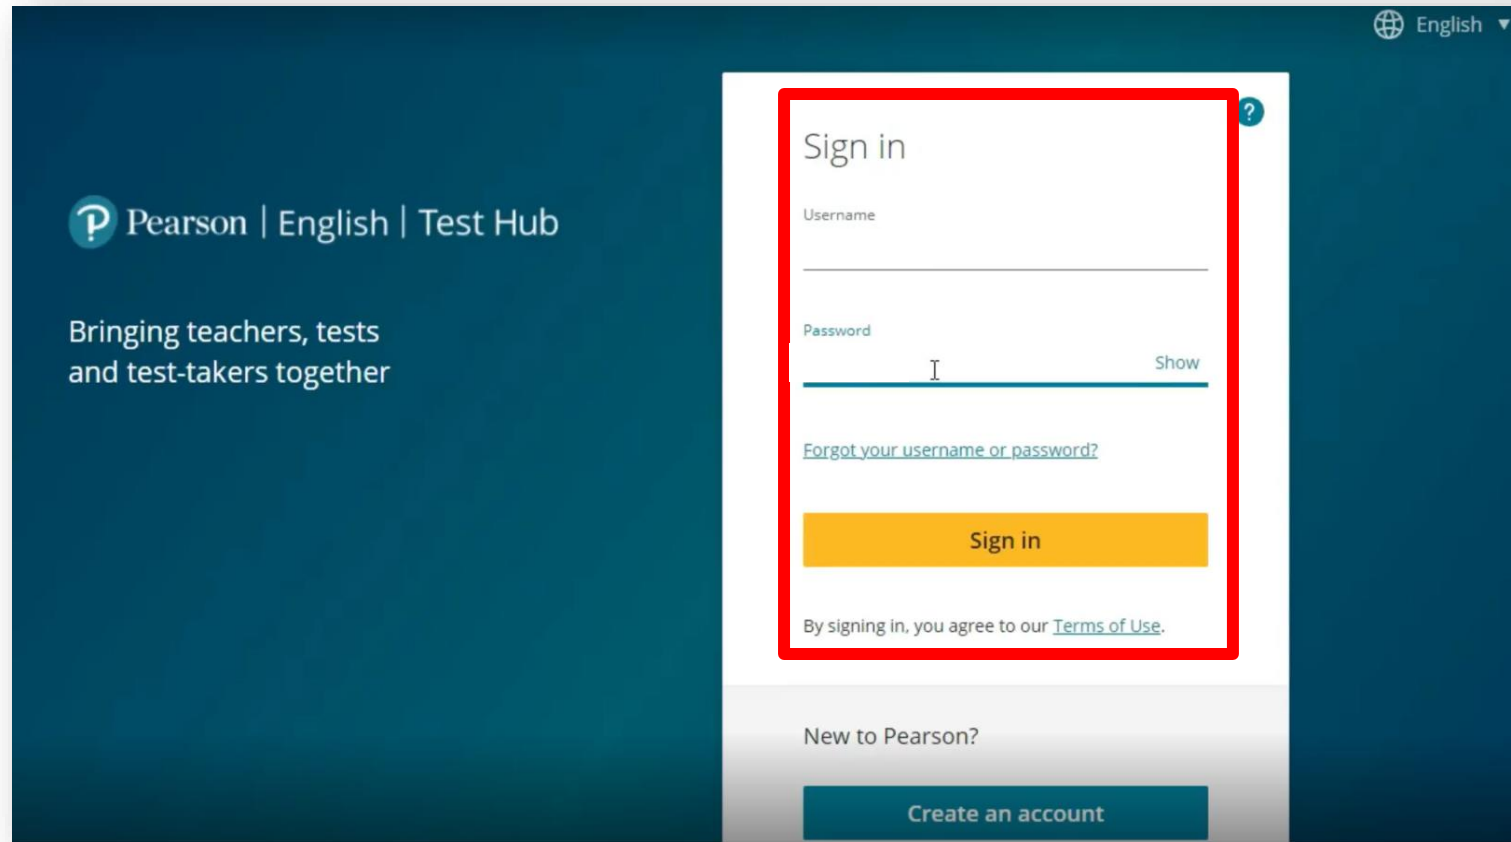 English
Pearson | English | Test Hub
Bringing teachers, tests
and test-takers together
?
Sign in
Username
Password
Show
Forgot your username or password?
Sign in
By signing in, you agree to our Terms of Use.
New to Pearson?
Create an account